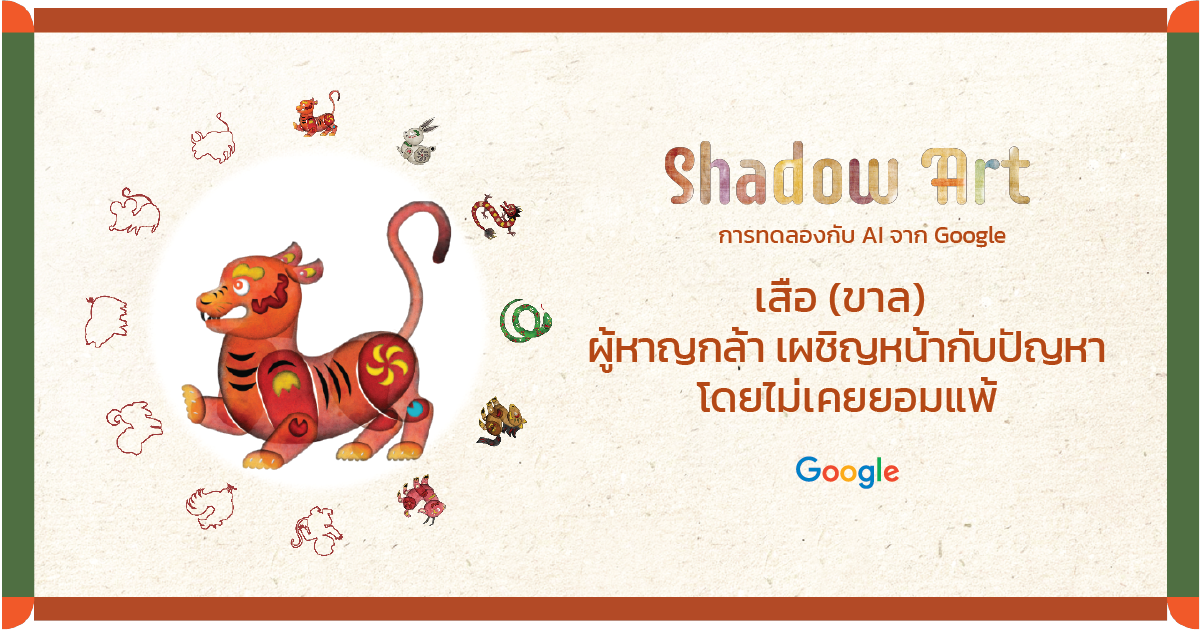 Shadow Art
การทดลองกับ AI จาก Google
เสือ (ขาล)
ผู้หาญกล้า เผชิญหน้ากับปัญหา
โดยไม่เคยยอมแพ้
Google